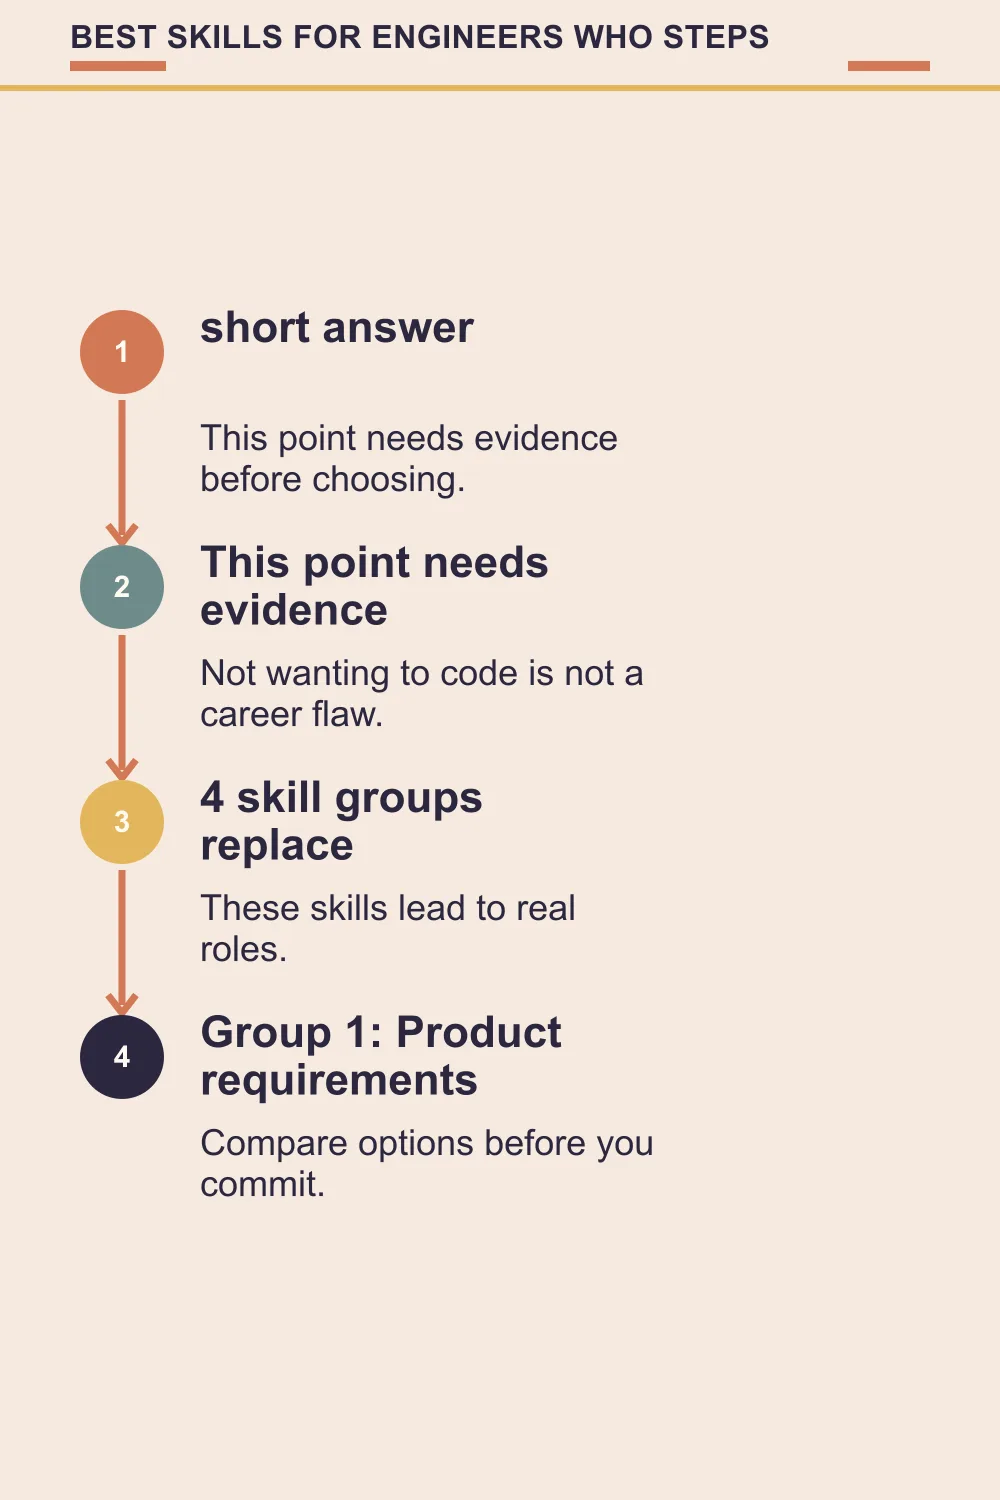 BEST SKILLS FOR ENGINEERS WHO STEPS
1
short answer
This point needs evidence
before choosing.
2
This point needs
evidence
Not wanting to code is not a
career flaw.
3
4 skill groups
replace
These skills lead to real
roles.
4
Group 1: Product
requirements
Compare options before you
commit.